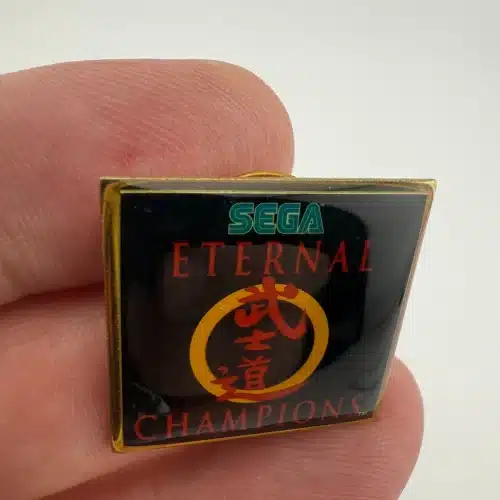 SEGA
ETERNAL
武士道
CHAMPIONS